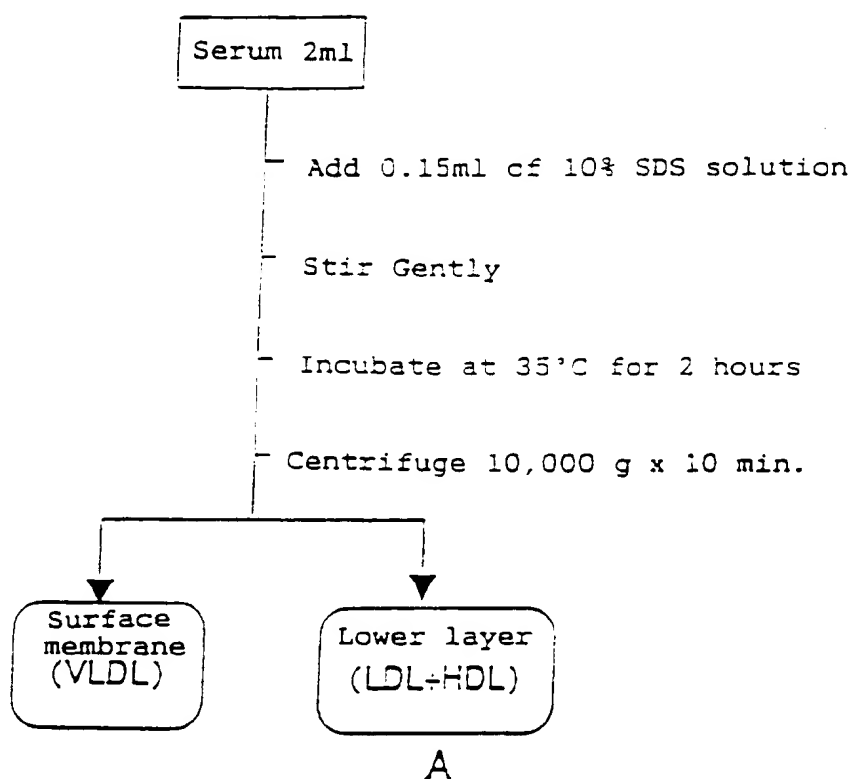 Serum 2ml
Add 0.15ml cf 10% SDS solution
Stir Gently
Incubate at 35°C for 2 hours
Centrifuge 10,000 g x 10 min.
Surface
membrane
(VLDL)
Lower layer
(LDL+HDL)
A